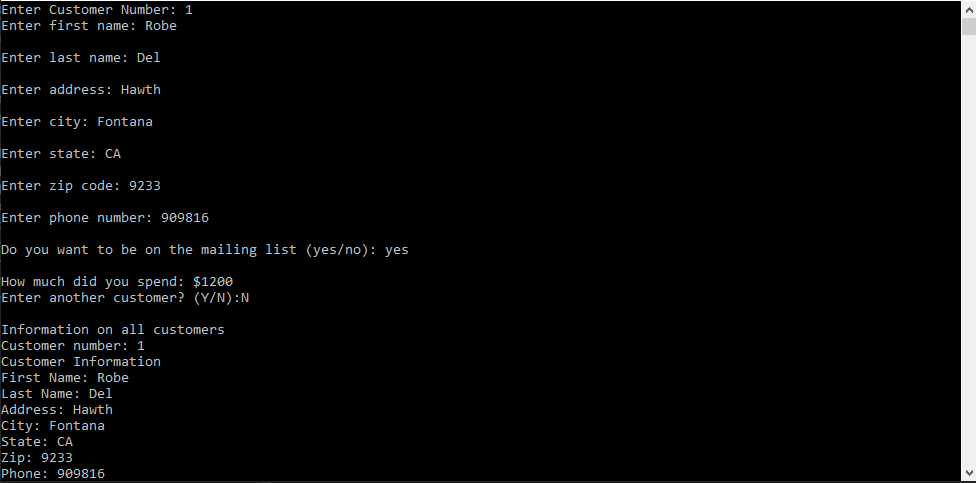 Enter Customer Number: 1
Enter first name: Robe
Enter last name: Del
Enter address: Hawth
Enter city: Fontana
Enter state: CA
Enter zip code: 9233
Enter phone number: 909816
Do you want to be on the mailing list (yes/no): yes
How much did you spend: $1200
Enter another customer? (Y/N):N
Information on all customers
Customer number: 1
Customer Information
First Name: Robe
Last Name: Del
Address: Hawth
City: Fontana
State: CA
Zip: 9233
Phone: 909816